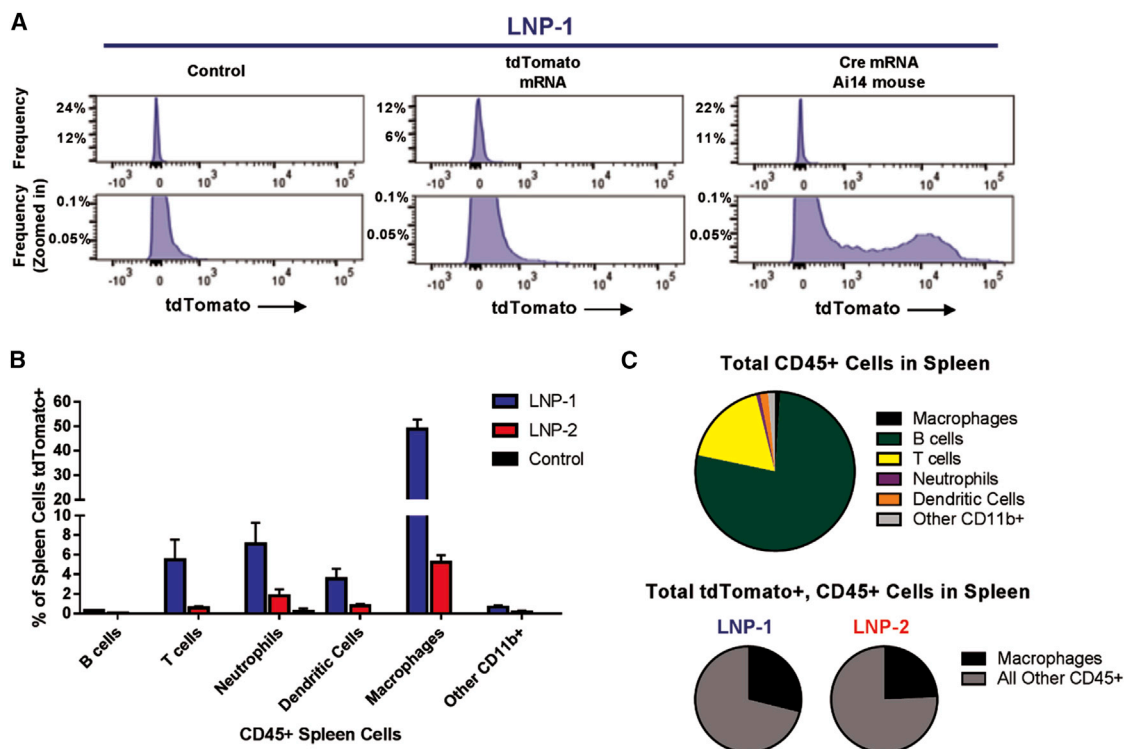 A
LNP-1
Control
tdTomato
mRNA
Cre mRNA
Ai14 mouse
Frequency
24%
12%
12%
6%
22%
11%
-10³ 0 10³ 10⁴ 10⁵
-10³ 0 10³ 10⁴ 10⁵
-10³ 0 10³ 10⁴ 10⁵
Frequency
(Zoomed in)
0.1%
0.05%
0.1%
0.05%
0.1%
0.05%
-10³ 0 10³ 10⁴ 10⁵
-10³ 0 10³ 10⁴ 10⁵
-10³ 0 10³ 10⁴ 10⁵
tdTomato
tdTomato
tdTomato
B
% of Spleen Cells tdTomato+
60
50
40
30
20
10
8
6
4
2
0
LNP-1
LNP-2
Control
B cells
T cells
Neutrophils
Dendritic Cells
Macrophages
Other CD11b+
CD45+ Spleen Cells
C
Total CD45+ Cells in Spleen
Macrophages
B cells
T cells
Neutrophils
Dendritic Cells
Other CD11b+
Total tdTomato+, CD45+ Cells in Spleen
LNP-1
LNP-2
Macrophages
All Other CD45+